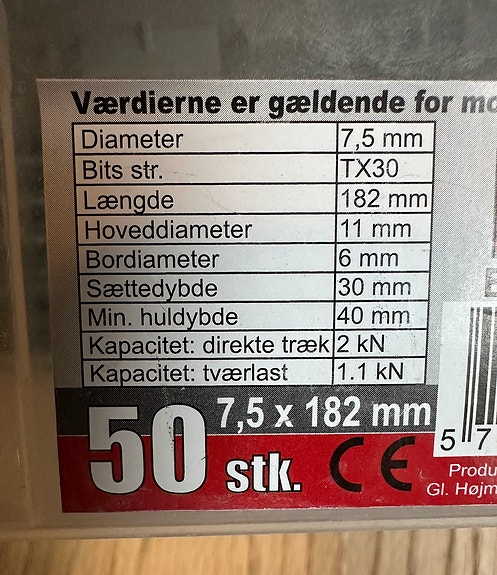 Værdierne er gældende for
Diameter 7,5 mm
Bits str. TX30
Længde 182 mm
Hoveddiameter 11 mm
Bordiameter 6 mm
Sættedybde 30 mm
Min. huldybde 40 mm
Kapacitet: direkte træk 2 kN
Kapacitet: tværlast 1.1 kN
7,5 x 182 mm
50 stk. CE
5 7
Produ
Gl. Højm